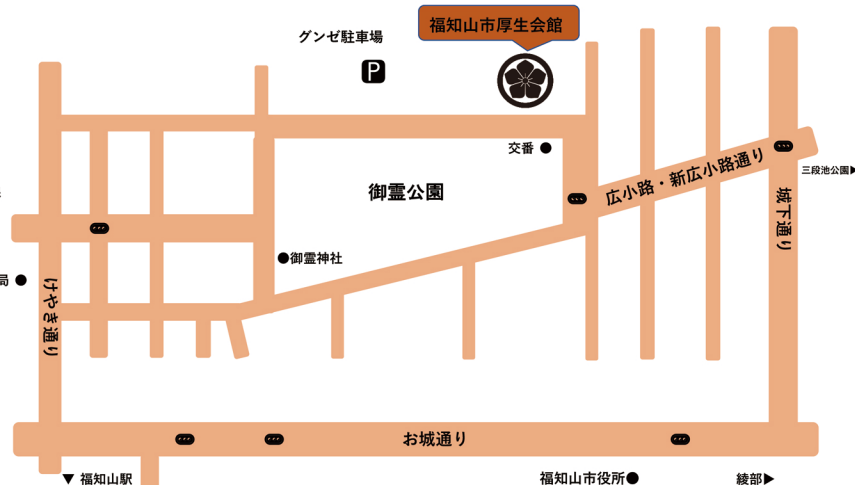 福知山市厚生会館
グンゼ駐車場
P
交番
三段池公園▶
御霊公園
広小路・新広小路通り
城下通り
御霊神社
局
けやき通り
お城通り
▼ 福知山駅
福知山市役所
綾部▶